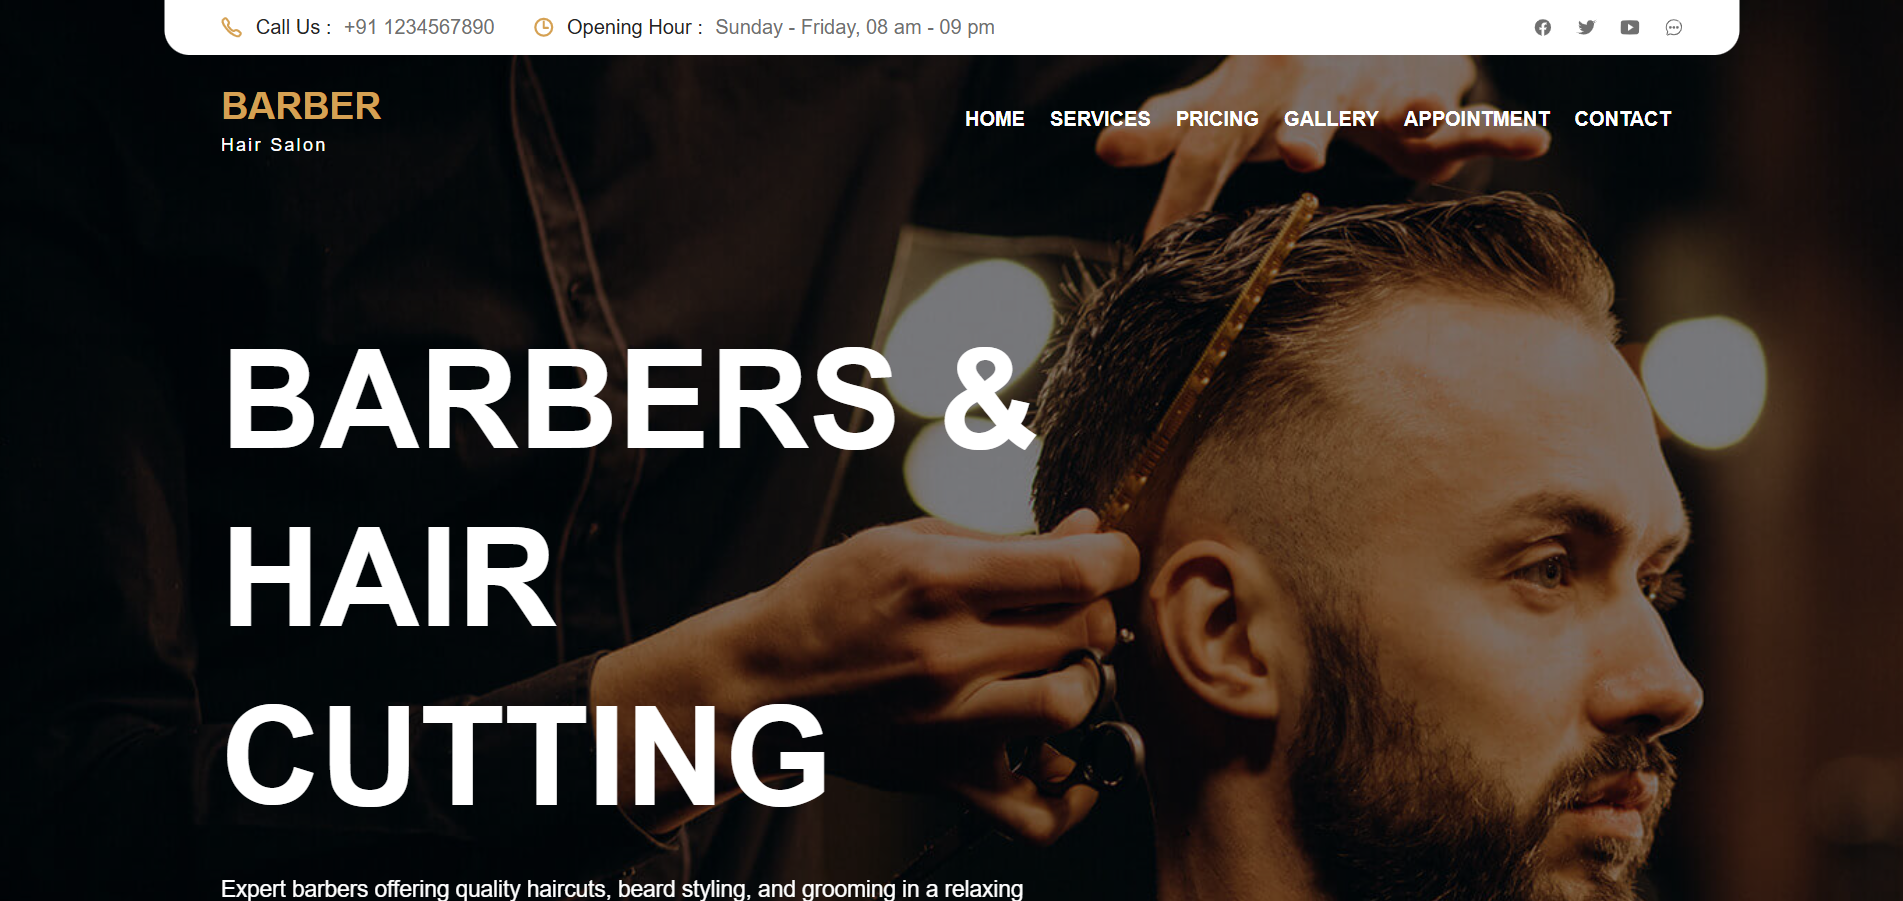 Call Us : +91 1234567890 Opening Hour : Sunday - Friday, 08 am - 09 pm
BARBER
Hair Salon
HOME SERVICES PRICING GALLERY APPOINTMENT CONTACT
BARBERS &
HAIR
CUTTING
Expert barbers offering quality haircuts, beard styling, and grooming in a relaxing